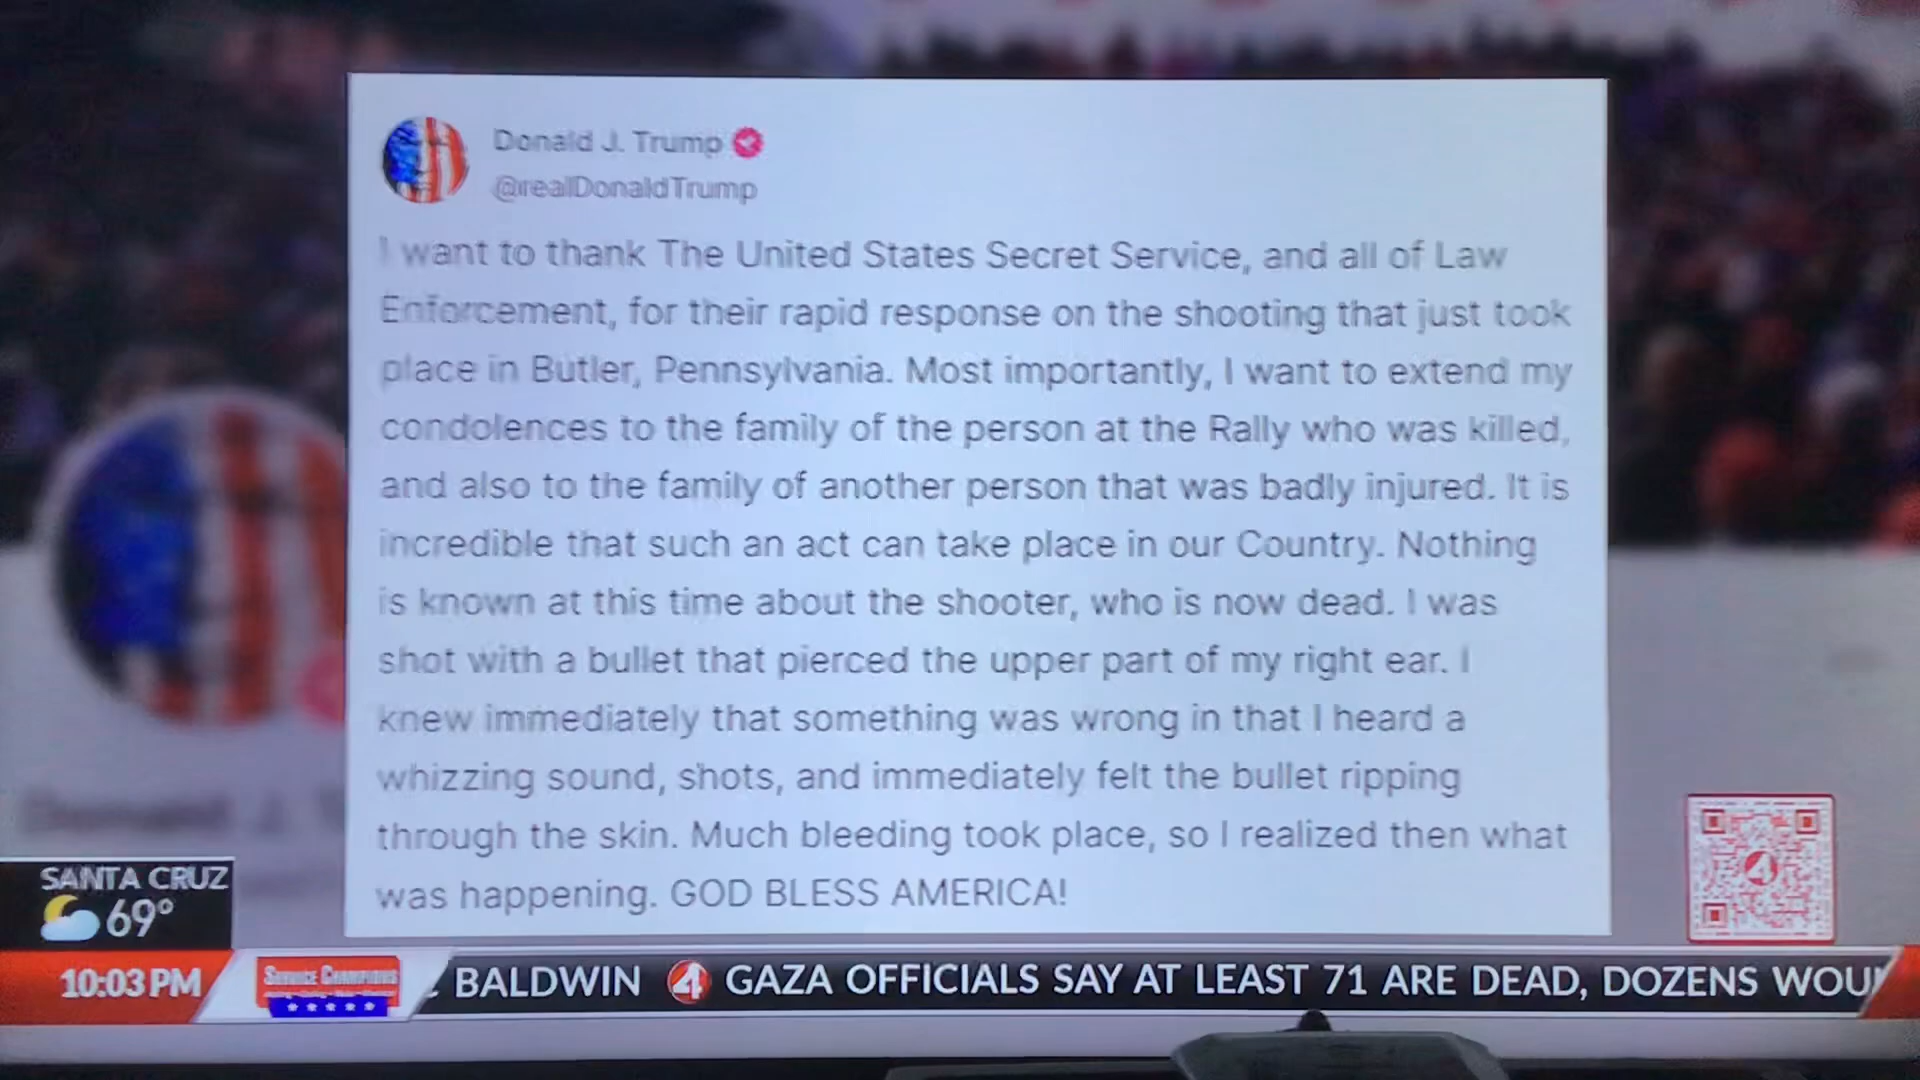 Donald J. Trump
@realDonaldTrump
I want to thank The United States Secret Service, and all of Law
Enforcement, for their rapid response on the shooting that just took
place in Butler, Pennsylvania. Most importantly, I want to extend my
condolences to the family of the person at the Rally who was killed,
and also to the family of another person that was badly injured. It is
incredible that such an act can take place in our Country. Nothing
is known at this time about the shooter, who is now dead. I was
shot with a bullet that pierced the upper part of my right ear. I
knew immediately that something was wrong in that I heard a
whizzing sound, shots, and immediately felt the bullet ripping
through the skin. Much bleeding took place, so I realized then what
was happening. GOD BLESS AMERICA!
Donald J.
SANTA CRUZ
69°
10:03 PM
SERVICE CHAMPIONS
BALDWIN 4 GAZA OFFICIALS SAY AT LEAST 71 ARE DEAD, DOZENS WOU
4